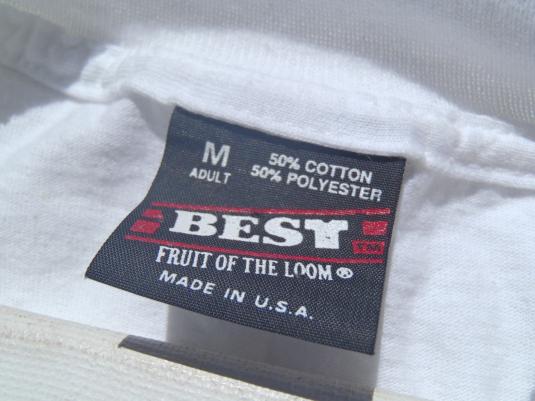 M
ADULT
50% COTTON
50% POLYESTER
BEST
TM
FRUIT OF THE LOOM®
MADE IN U.S.A.